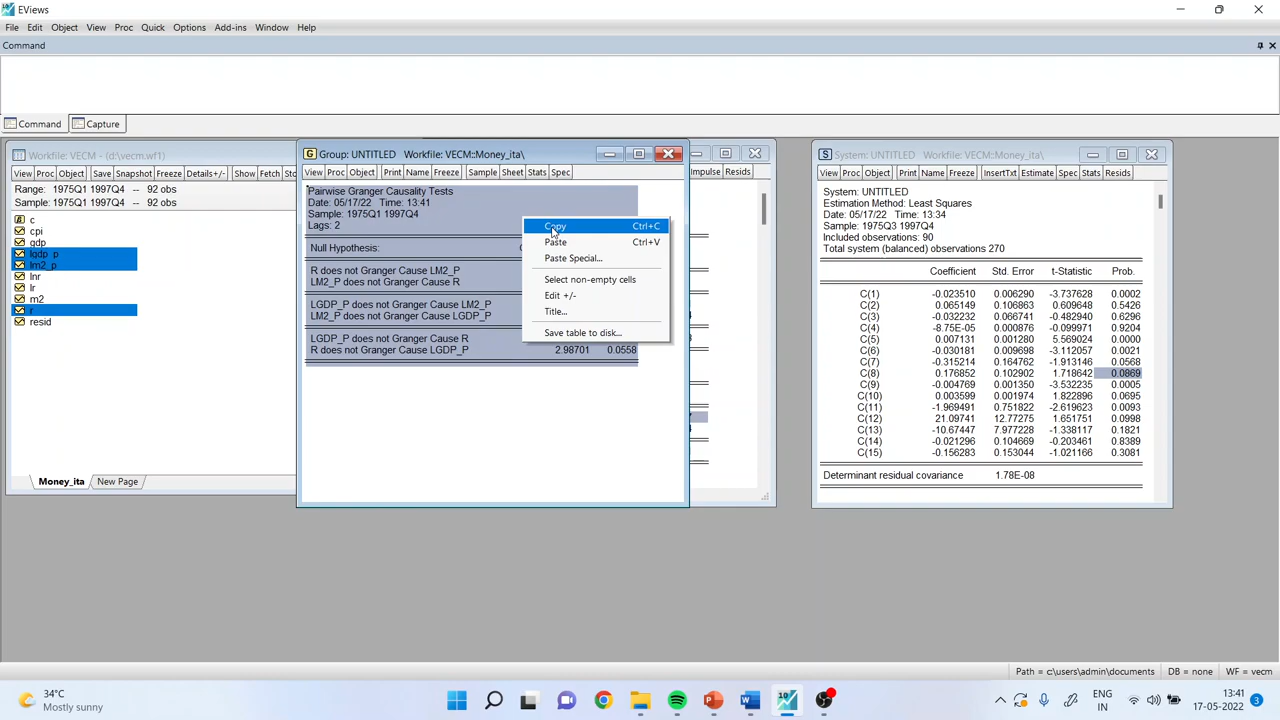 EViews
File Edit Object View Proc Quick Options Add-ins Window Help
Command
Command Capture
Workfile: VECM - (d:\vecm.wf1)
View Proc Object Save Snapshot Freeze Details+/- Show Fetch
Range: 1975Q1 1997Q4 -- 92 obs
Sample: 1975Q1 1997Q4 -- 92 obs
c
cpi
gdp
lgdp_p
lm2_p
lnr
lr
m2
r
resid
Money_ita New Page
Group: UNTITLED Workfile: VECM::Money_ita\
View Proc Object Print Name Freeze Sample Sheet Stats Spec
Pairwise Granger Causality Tests
Date: 05/17/22 Time: 13:41
Sample: 1975Q1 1997Q4
Lags: 2
Null Hypothesis:
R does not Granger Cause LM2_P
LM2_P does not Granger Cause R
LGDP_P does not Granger Cause LM2_P
LM2_P does not Granger Cause LGDP_P
LGDP_P does not Granger Cause R
R does not Granger Cause LGDP_P 2.98701 0.0558
Copy Ctrl+C
Paste Ctrl+V
Paste Special...
Select non-empty cells
Edit +/-
Title...
Save table to disk...
Impulse Resids
System: UNTITLED Workfile: VECM::Money_ita\
View Proc Object Print Name Freeze InsertTxt Estimate Spec Stats Resids
System: UNTITLED
Estimation Method: Least Squares
Date: 05/17/22 Time: 13:34
Sample: 1975Q3 1997Q4
Included observations: 90
Total system (balanced) observations 270
Coefficient Std. Error t-Statistic Prob.
C(1) -0.023510 0.006290 -3.737628 0.0002
C(2) 0.065149 0.106863 0.609648 0.5426
C(3) -0.032232 0.066742 -0.482940 0.6296
C(4) -8.75E-05 0.000876 -0.099971 0.9204
C(5) 0.007131 0.001280 5.569024 0.0000
C(6) -0.030181 0.009698 -3.112057 0.0021
C(7) -0.315214 0.164762 -1.913146 0.0568
C(8) 0.176852 0.102902 1.718642 0.0869
C(9) -0.004769 0.001350 -3.532235 0.0005
C(10) 0.003599 0.001974 1.822896 0.0695
C(11) -1.969491 0.751822 -2.619623 0.0093
C(12) 21.09741 12.77275 1.651751 0.0998
C(13) -10.67447 7.977228 -1.338117 0.1821
C(14) -0.021296 0.104669 -0.203461 0.8389
C(15) -0.156283 0.153044 -1.021166 0.3081
Determinant residual covariance 1.78E-08
Path = c:\users\admin\documents DB = none WF = vecm
34°C
Mostly sunny
ENG
IN
13:41
17-05-2022
3